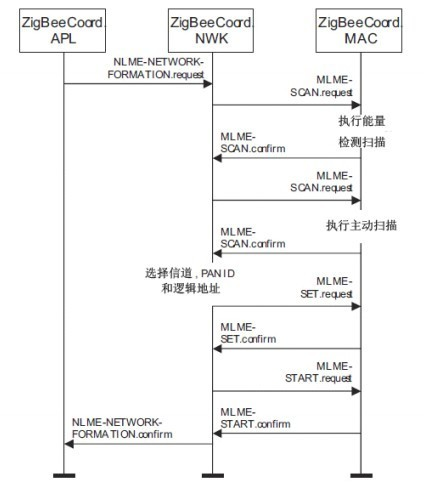 ZigBeeCoord.
APL
ZigBeeCoord.
NWK
ZigBeeCoord.
MAC
NLME-NETWORK-
FORMATION.request
MLME-
SCAN.request
执行能量
检测扫描
MLME-
SCAN.confirm
MLME-
SCAN.request
执行主动扫描
MLME-
SCAN.confirm
选择信道,PANID
和逻辑地址
MLME-
SET.request
MLME-
SET.confirm
MLME-
START.request
MLME-
START.confirm
NLME-NETWORK-
FORMATION.confirm